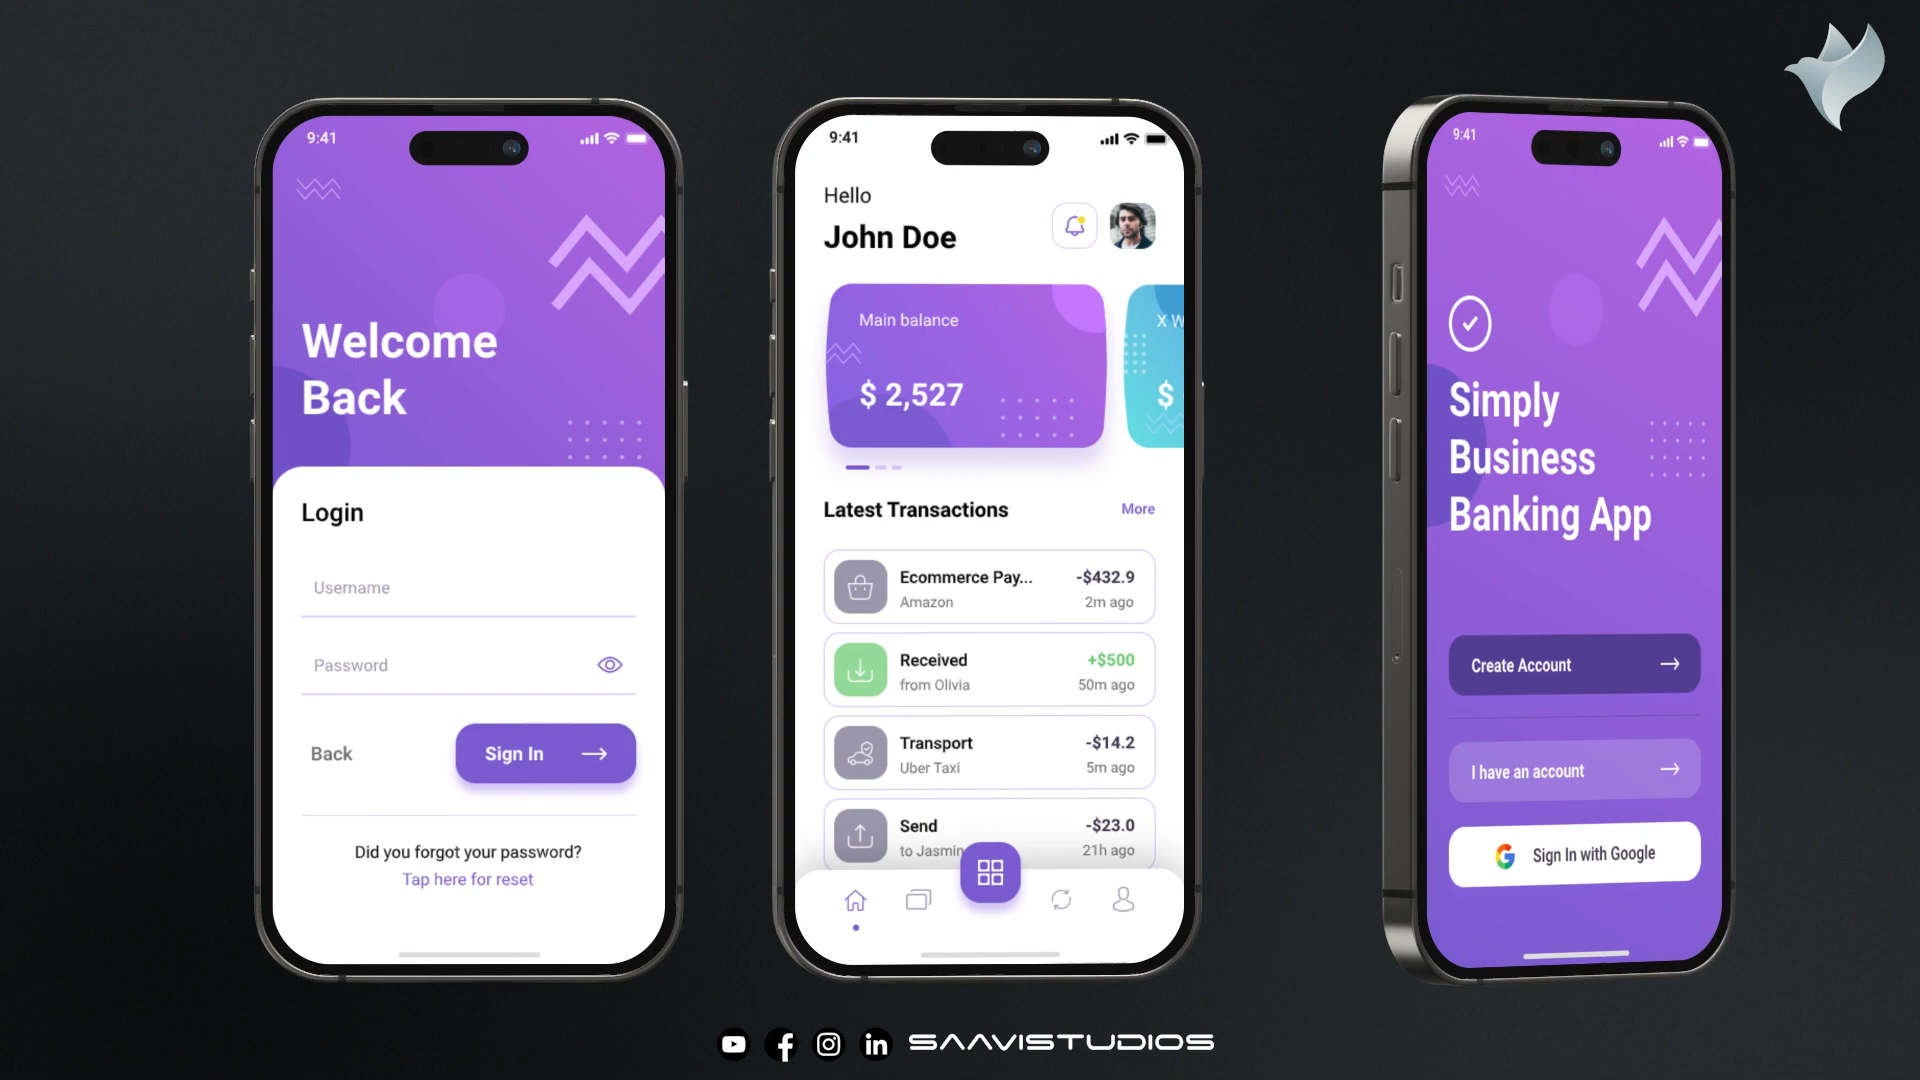 9:41
Welcome
Back
Login
Username
Password
Back
Sign In
Did you forgot your password?
Tap here for reset
9:41
Hello
John Doe
Main balance
$ 2,527
X W
$
Latest Transactions
More
Ecommerce Pay...
-$432.9
Amazon
2m ago
Received
+$500
from Olivia
50m ago
Transport
-$14.2
Uber Taxi
5m ago
Send
-$23.0
to Jasmin
21h ago
9:41
Simply
Business
Banking App
Create Account
I have an account
Sign In with Google
SAAVISTUDIOS